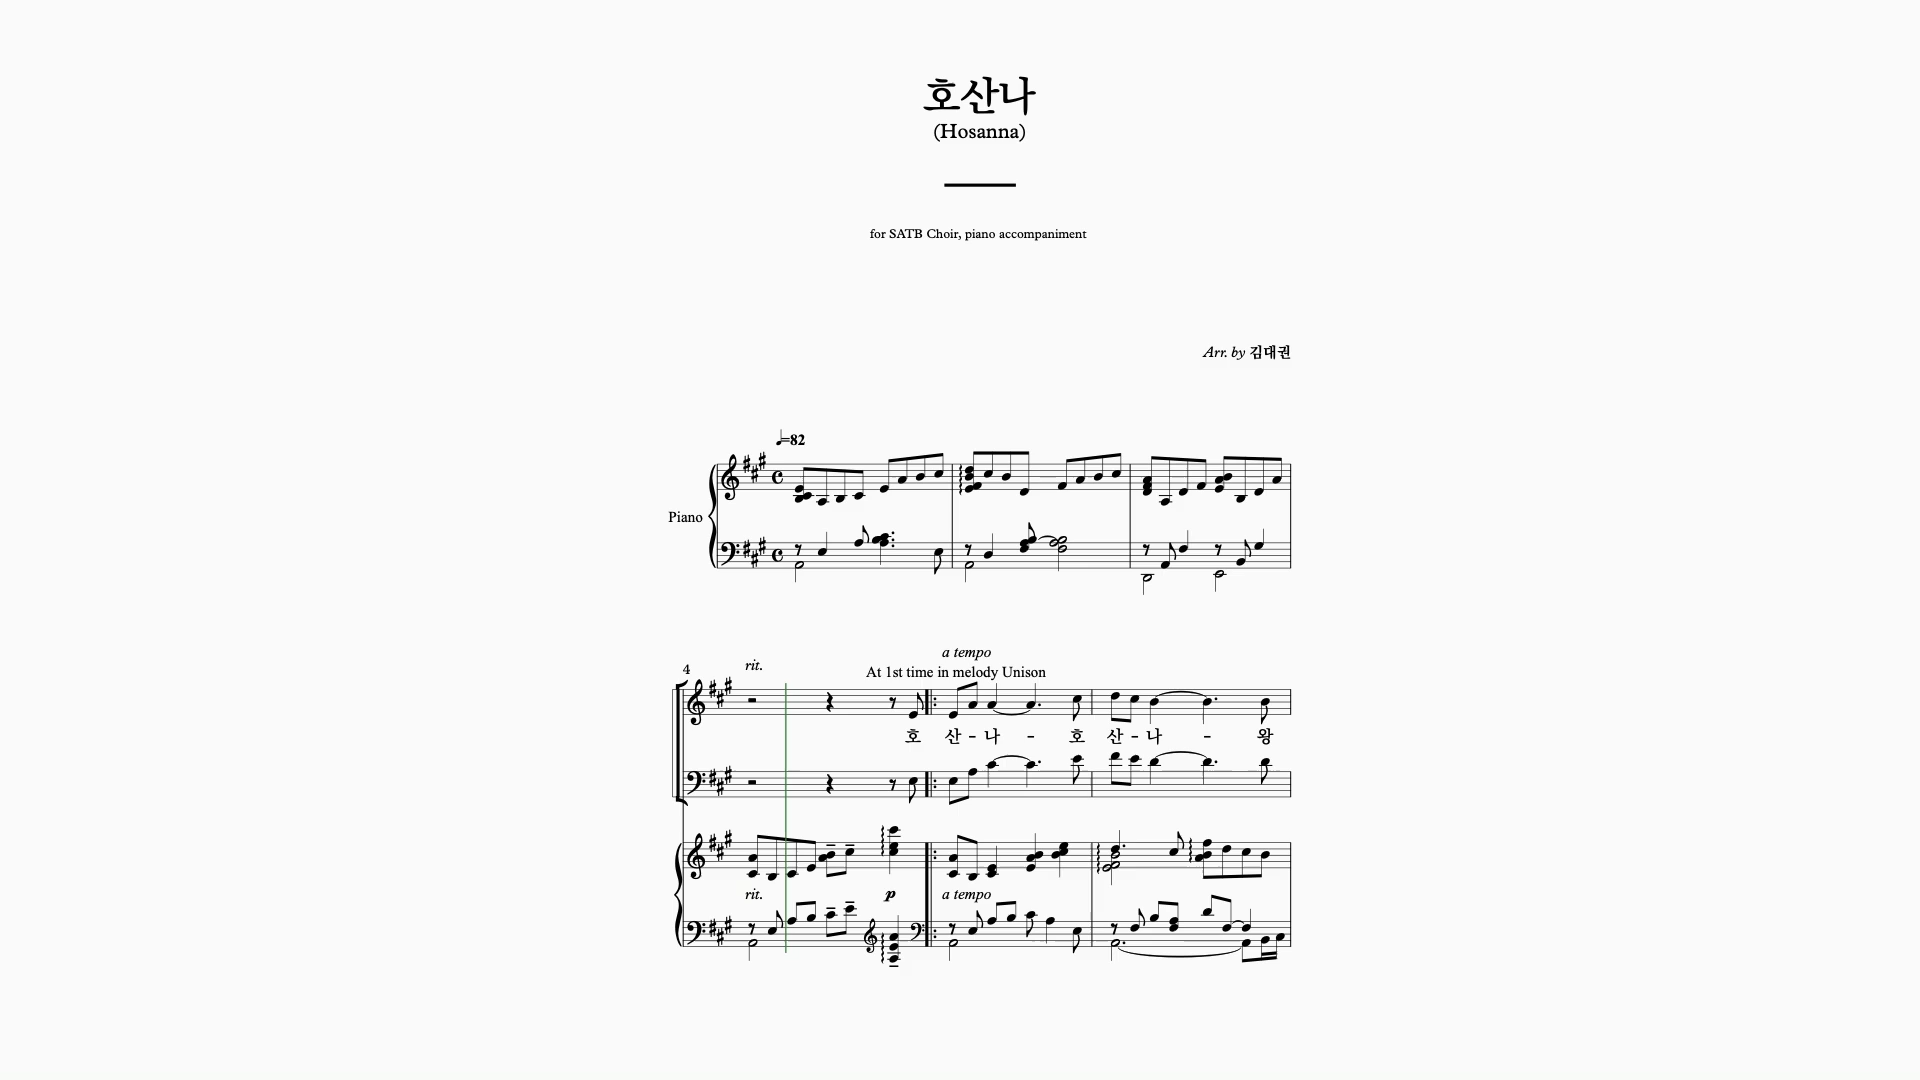 호산나
(Hosanna)
for SATB Choir, piano accompaniment
Arr. by 김대권
♩=82
Piano
a tempo
4 rit. At 1st time in melody Unison
호 산 - 나 - 호 산 - 나 - 왕
rit. p a tempo